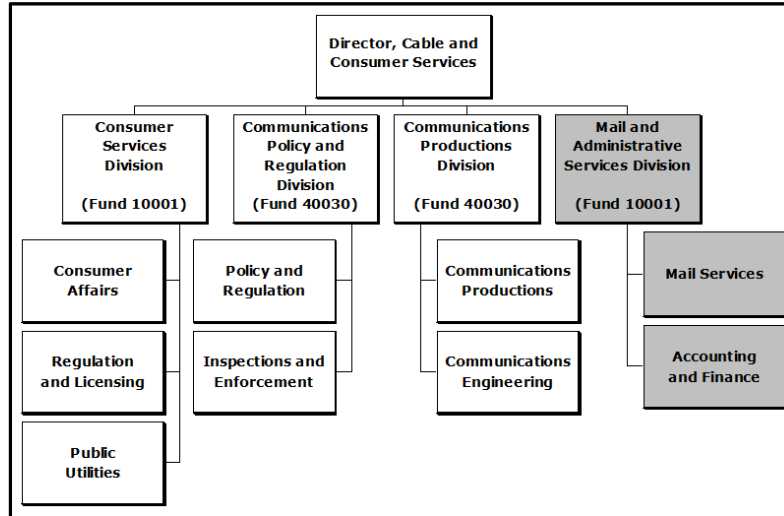 Director, Cable and
Consumer Services
Consumer
Services
Division
(Fund 10001)
Communications
Policy and
Regulation
Division
(Fund 40030)
Communications
Productions
Division
(Fund 40030)
Mail and
Administrative
Services Division
(Fund 10001)
Consumer
Affairs
Regulation
and Licensing
Public
Utilities
Policy and
Regulation
Inspections and
Enforcement
Communications
Productions
Communications
Engineering
Mail Services
Accounting
and Finance